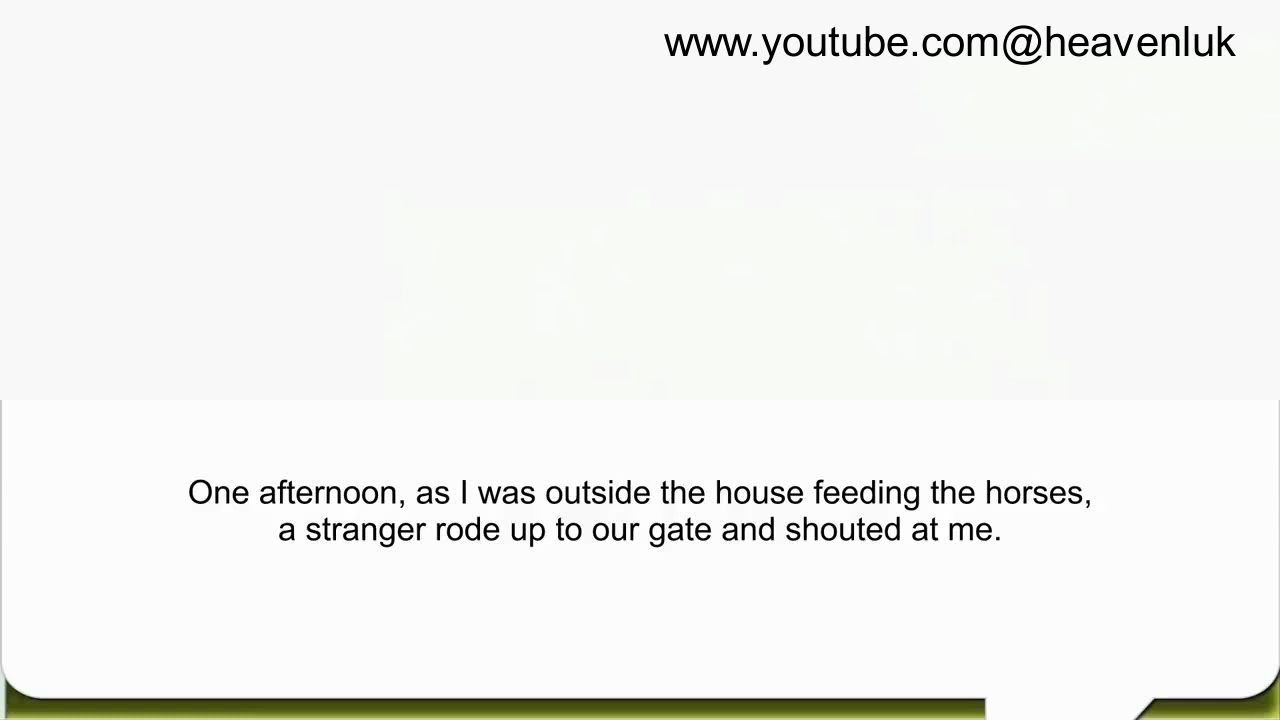 www.youtube.com@heavenluk
One afternoon, as I was outside the house feeding the horses,
a stranger rode up to our gate and shouted at me.